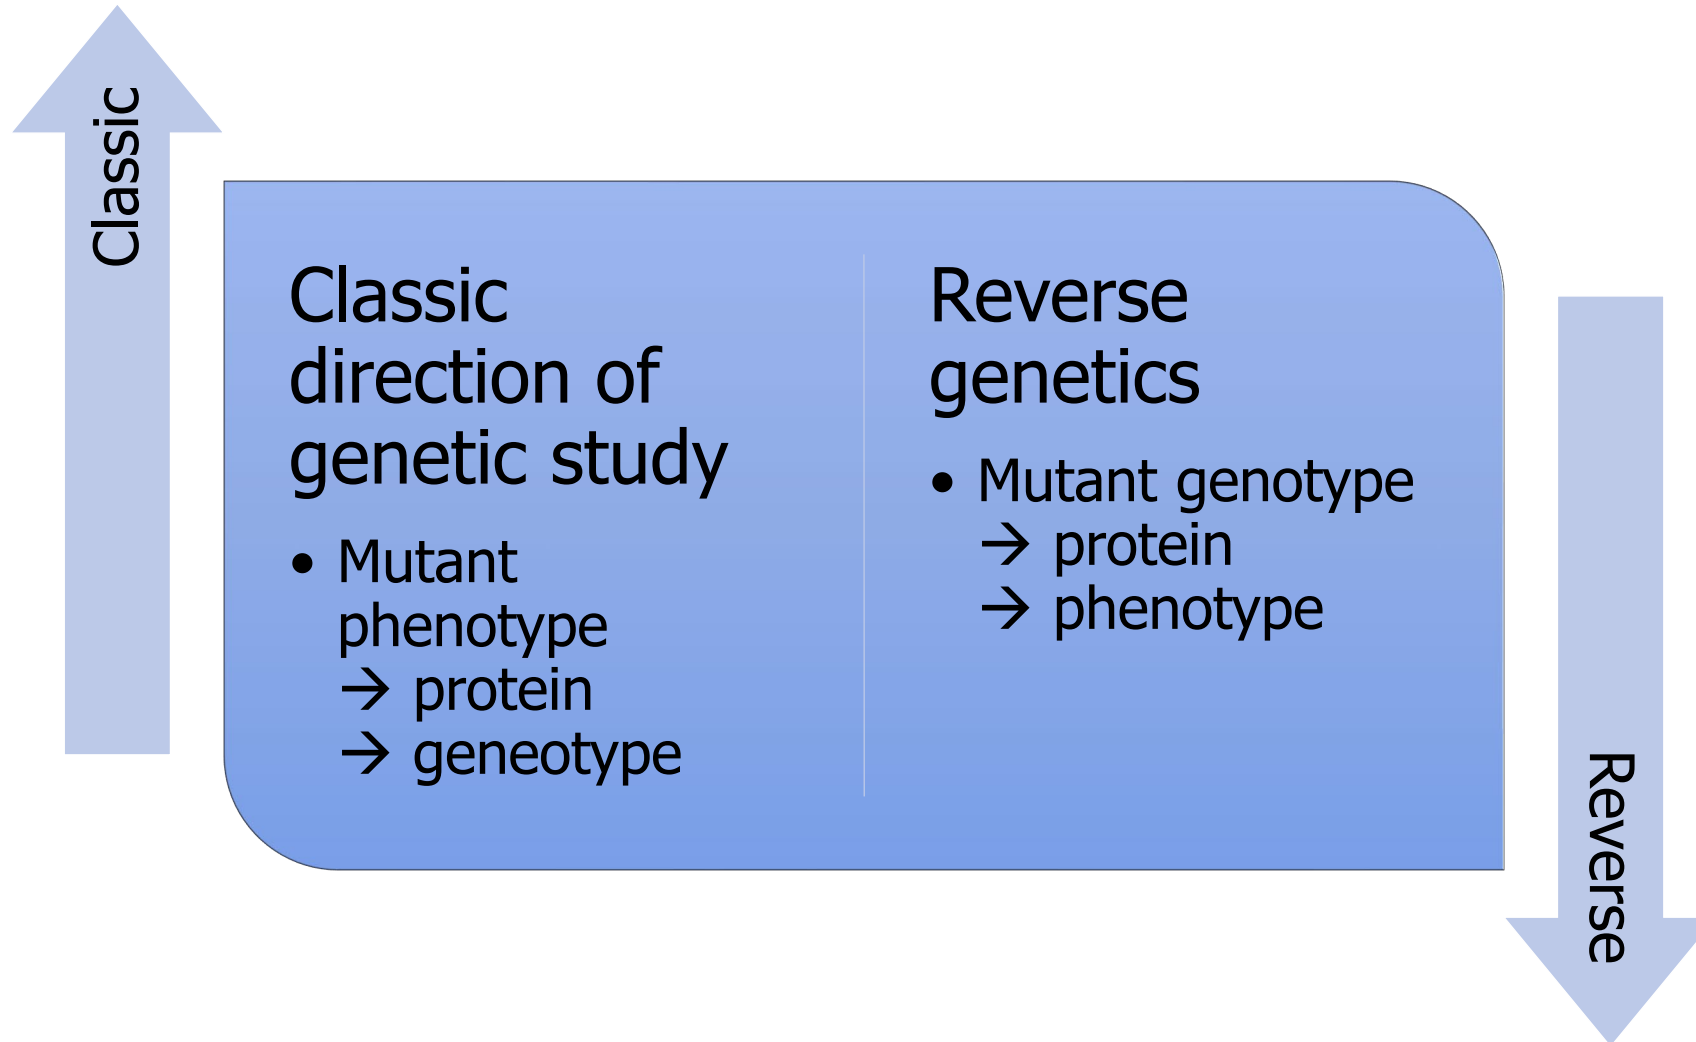 Classic
Classic
direction of
genetic study
• Mutant
phenotype
→ protein
→ geneotype
Reverse
genetics
• Mutant genotype
→ protein
→ phenotype
Reverse